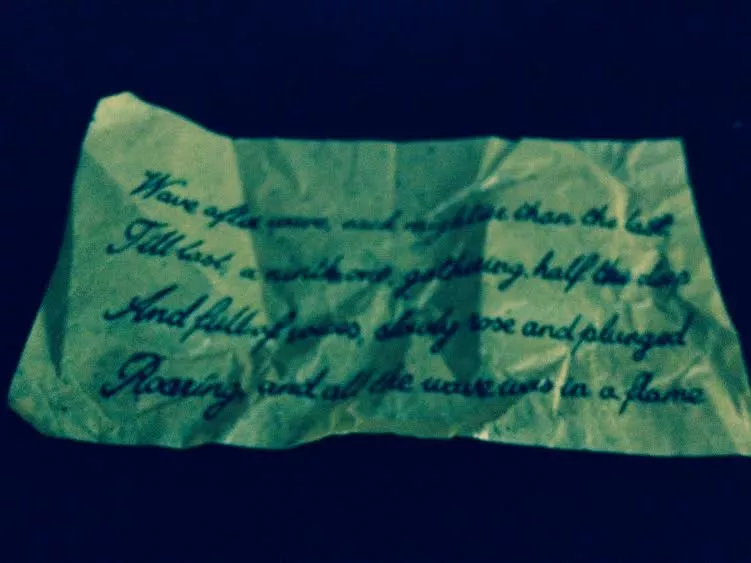 Wave after wave, each mightier than the last
Till last, a ninth one, gathering half the deep
And full of voices, slowly rose and plunged
Roaring, and all the wave was in a flame